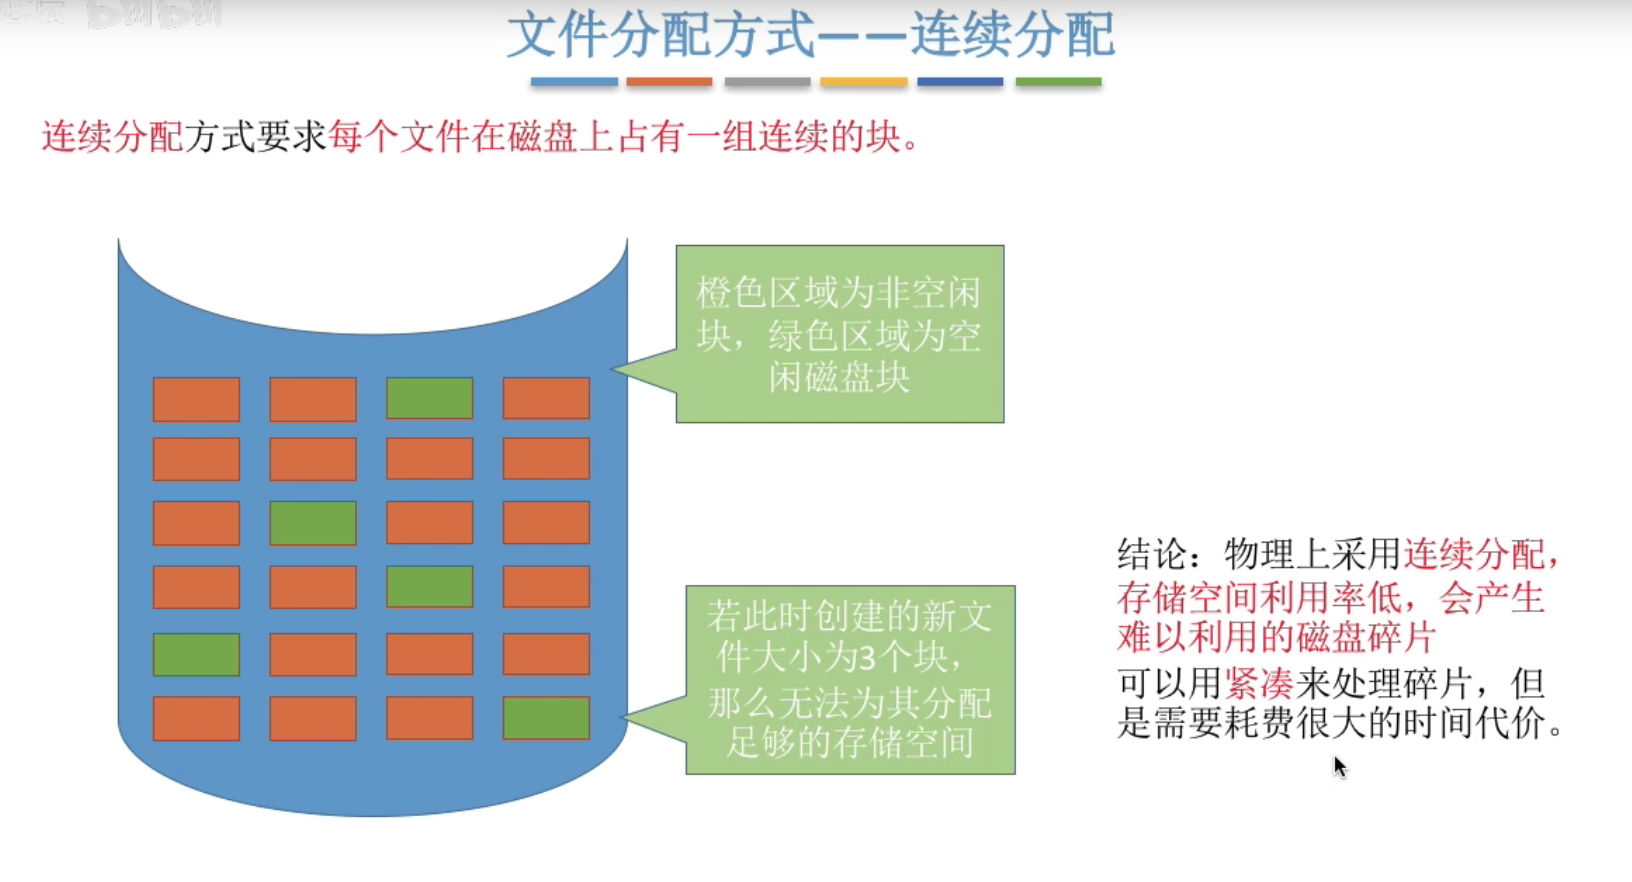 文件分配方式——连续分配
连续分配方式要求每个文件在磁盘上占有一组连续的块。
橙色区域为非空闲
块，绿色区域为空
闲磁盘块
若此时创建的新文
件大小为3个块，
那么无法为其分配
足够的存储空间
结论：物理上采用连续分配，
存储空间利用率低，会产生
难以利用的磁盘碎片
可以用紧凑来处理碎片，但
是需要耗费很大的时间代价。